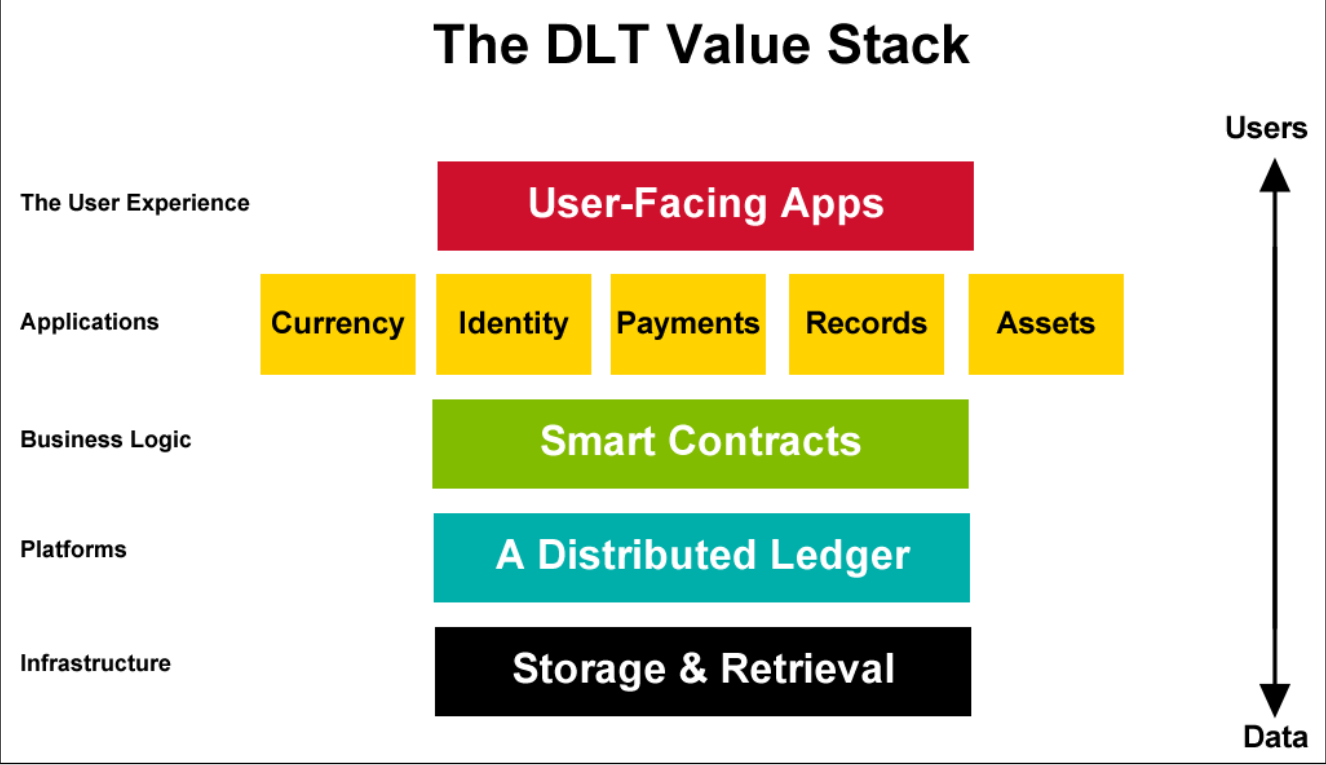 The DLT Value Stack
Users
The User Experience
User-Facing Apps
Applications
Currency
Identity
Payments
Records
Assets
Business Logic
Smart Contracts
Platforms
A Distributed Ledger
Infrastructure
Storage & Retrieval
Data